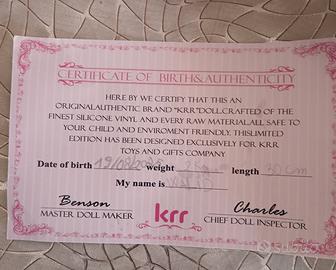 CERTIFICATE OF BIRTH&AUTHENTICITY
HERE BY WE CERTIFY THAT THIS AN
ORIGINALAUTHENTIC BRAND "KRR"DOLL.CRAFTED OF THE
FINEST SILICONE VINYL AND EVERY RAW MATERIAL.ALL SAFE TO
YOUR CHILD AND ENVIROMENT FRIENDLY. THISLIMITED
EDITION HAS BEEN DESIGNED EXCLUSIVELY FOR KRR
TOYS AND GIFTS COMPANY
Date of birth weight length 50 cm
My name is
Benson Charles
MASTER DOLL MAKER krr CHIEF DOLL INSPECTOR